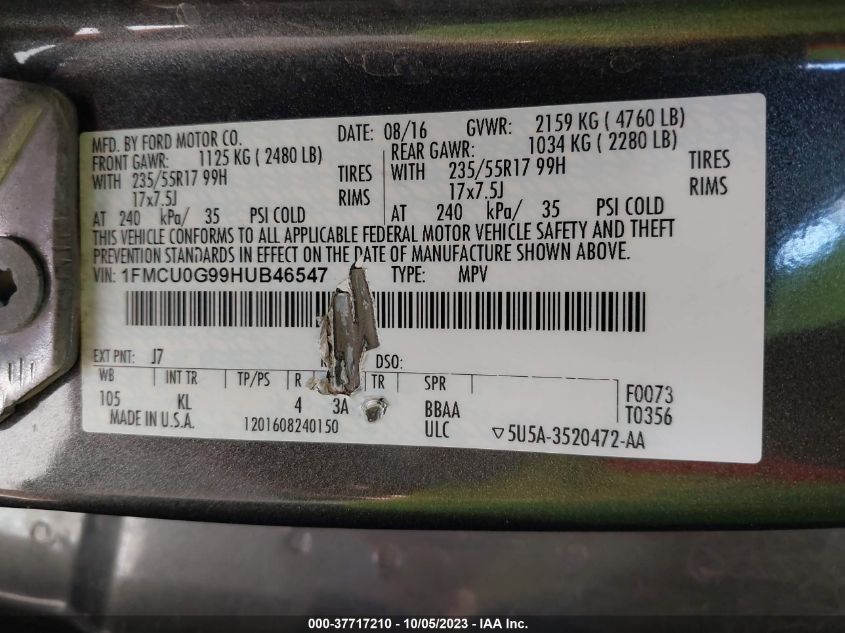 MFD. BY FORD MOTOR CO. DATE: 08/16 GVWR: 2159 KG ( 4760 LB)
FRONT GAWR: 1125 KG ( 2480 LB) REAR GAWR: 1034 KG ( 2280 LB)
WITH 235/55R17 99H TIRES WITH 235/55R17 99H TIRES
17x7.5J RIMS 17x7.5J RIMS
AT 240 kPa/ 35 PSI COLD AT 240 kPa/ 35 PSI COLD
THIS VEHICLE CONFORMS TO ALL APPLICABLE FEDERAL MOTOR VEHICLE SAFETY AND THEFT
PREVENTION STANDARDS IN EFFECT ON THE DATE OF MANUFACTURE SHOWN ABOVE.
VIN: 1FMCU0G99HUB46547 TYPE: MPV
EXT PNT: J7 DSO:
WB INT TR TP/PS R TR SPR
105 KL 4 3A BBAA F0073
MADE IN U.S.A. 1201608240150 ULC ▽5U5A-3520472-AA T0356
000-37717210 - 10/05/2023 - IAA Inc.